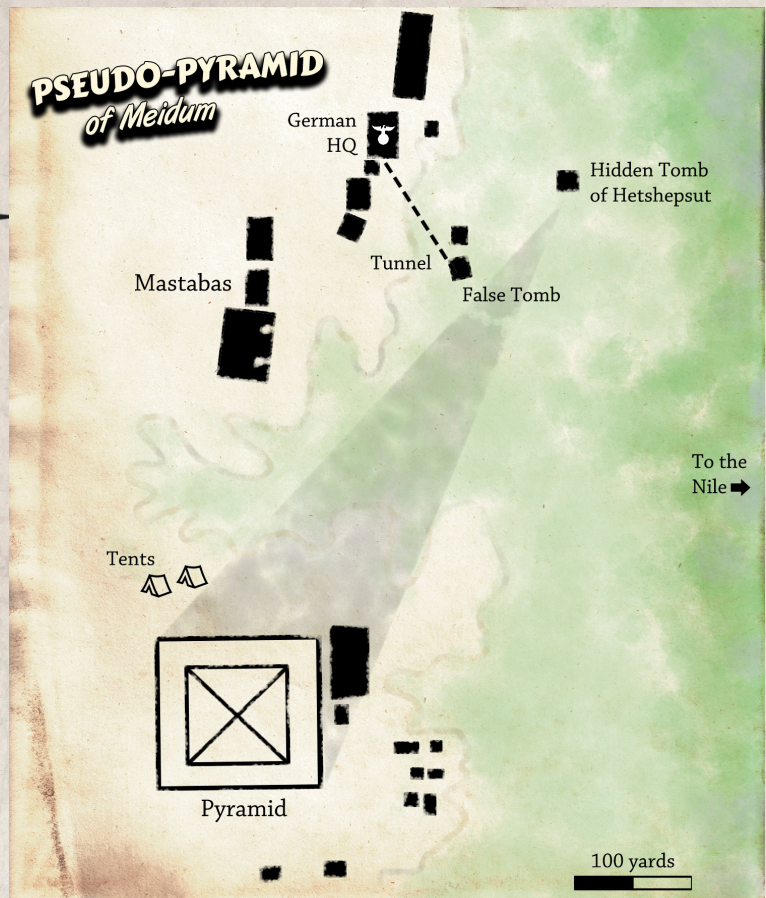 PSEUDO-PYRAMID
of Meidum
German
HQ
Hidden Tomb
of Hetshepsut
Tunnel
Mastabas
False Tomb
To the
Nile
Tents
Pyramid
100 yards